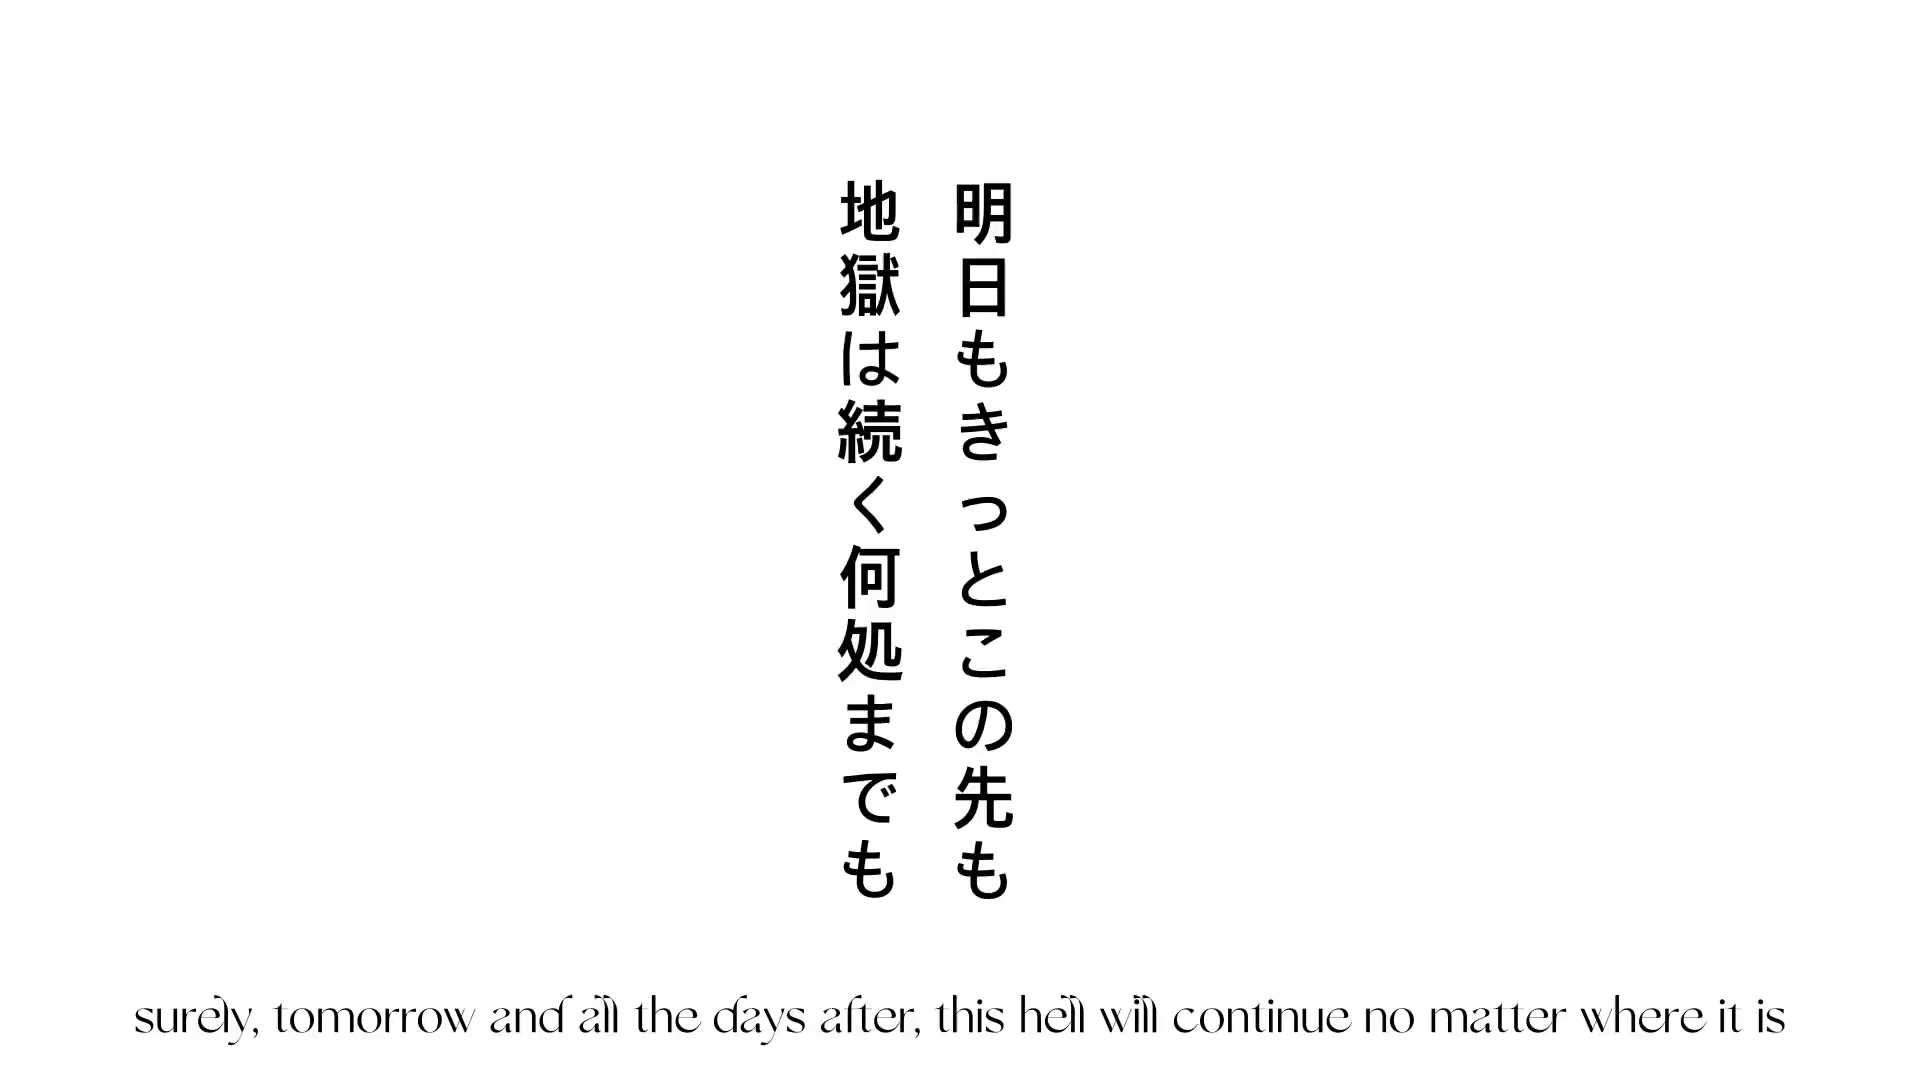 明日もきっとこの先も
地獄は続く何処までも
surely, tomorrow and all the days after, this hell will continue no matter where it is